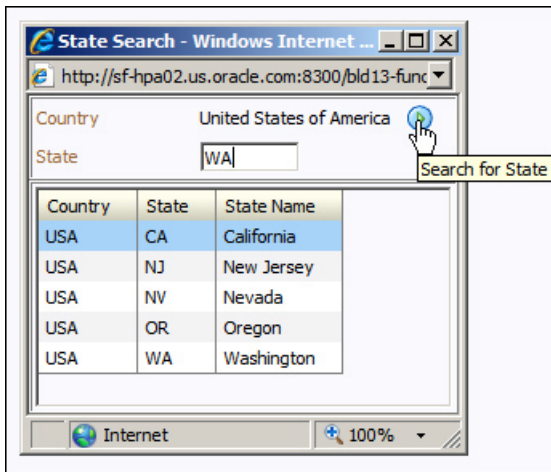 State Search - Windows Internet ...
http://sf-hpa02.us.oracle.com:8300/bld13-func
Country United States of America
State WA
Search for State
Country State State Name
USA CA California
USA NJ New Jersey
USA NV Nevada
USA OR Oregon
USA WA Washington
Internet 100%